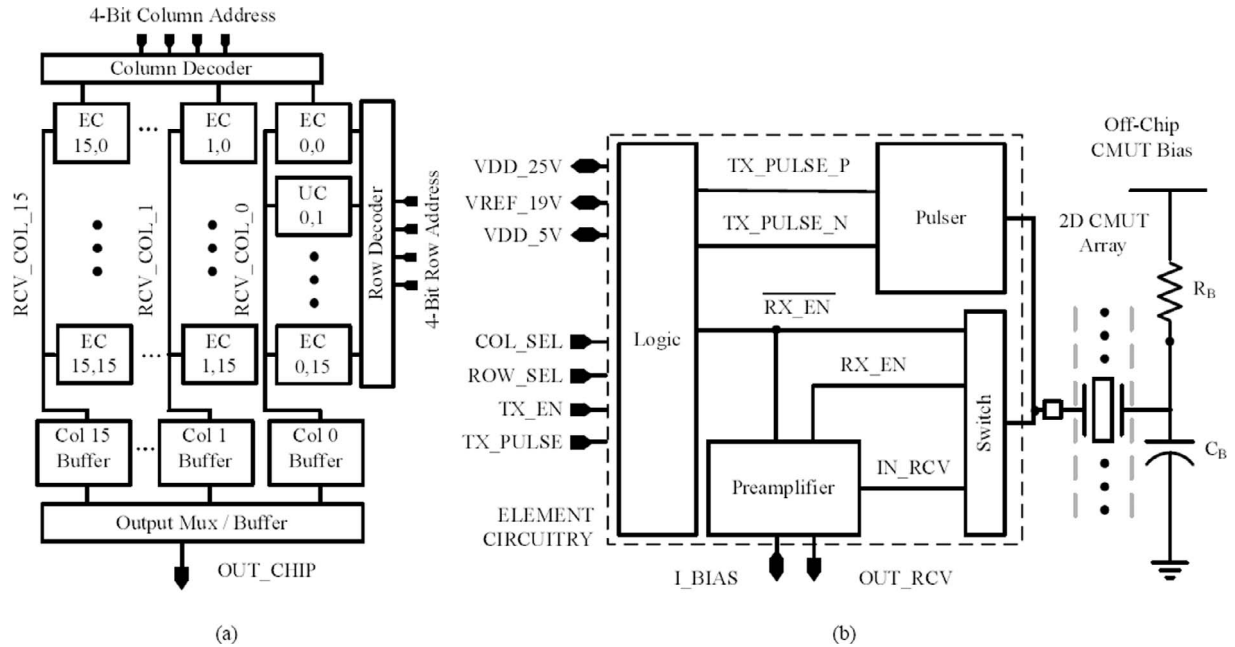 4-Bit Column Address
Column Decoder
EC
15,0
...
EC
1,0
EC
0,0
UC
0,1
RCV_COL_15
RCV_COL_1
RCV_COL_0
Row Decoder
4-Bit Row Address
EC
15,15
...
EC
1,15
EC
0,15
Col 15
Buffer
...
Col 1
Buffer
Col 0
Buffer
Output Mux / Buffer
OUT_CHIP
(a)
VDD_25V
VREF_19V
VDD_5V
COL_SEL
ROW_SEL
TX_EN
TX_PULSE
ELEMENT
CIRCUITRY
Logic
TX_PULSE_P
TX_PULSE_N
Pulser
RX_EN
RX_EN
IN_RCV
Preamplifier
Switch
I_BIAS
OUT_RCV
Off-Chip
CMUT Bias
2D CMUT
Array
RB
CB
(b)